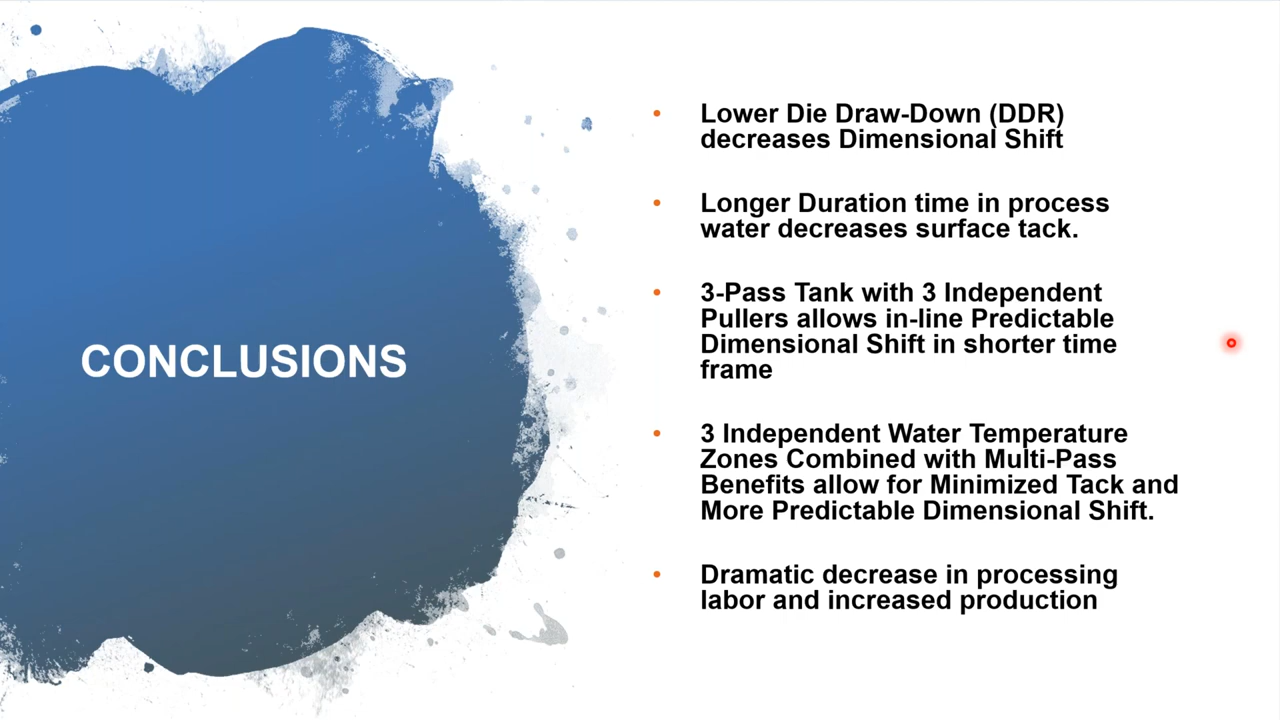 CONCLUSIONS
• Lower Die Draw-Down (DDR)
decreases Dimensional Shift
• Longer Duration time in process
water decreases surface tack.
• 3-Pass Tank with 3 Independent
Pullers allows in-line Predictable
Dimensional Shift in shorter time
frame
• 3 Independent Water Temperature
Zones Combined with Multi-Pass
Benefits allow for Minimized Tack and
More Predictable Dimensional Shift.
• Dramatic decrease in processing
labor and increased production